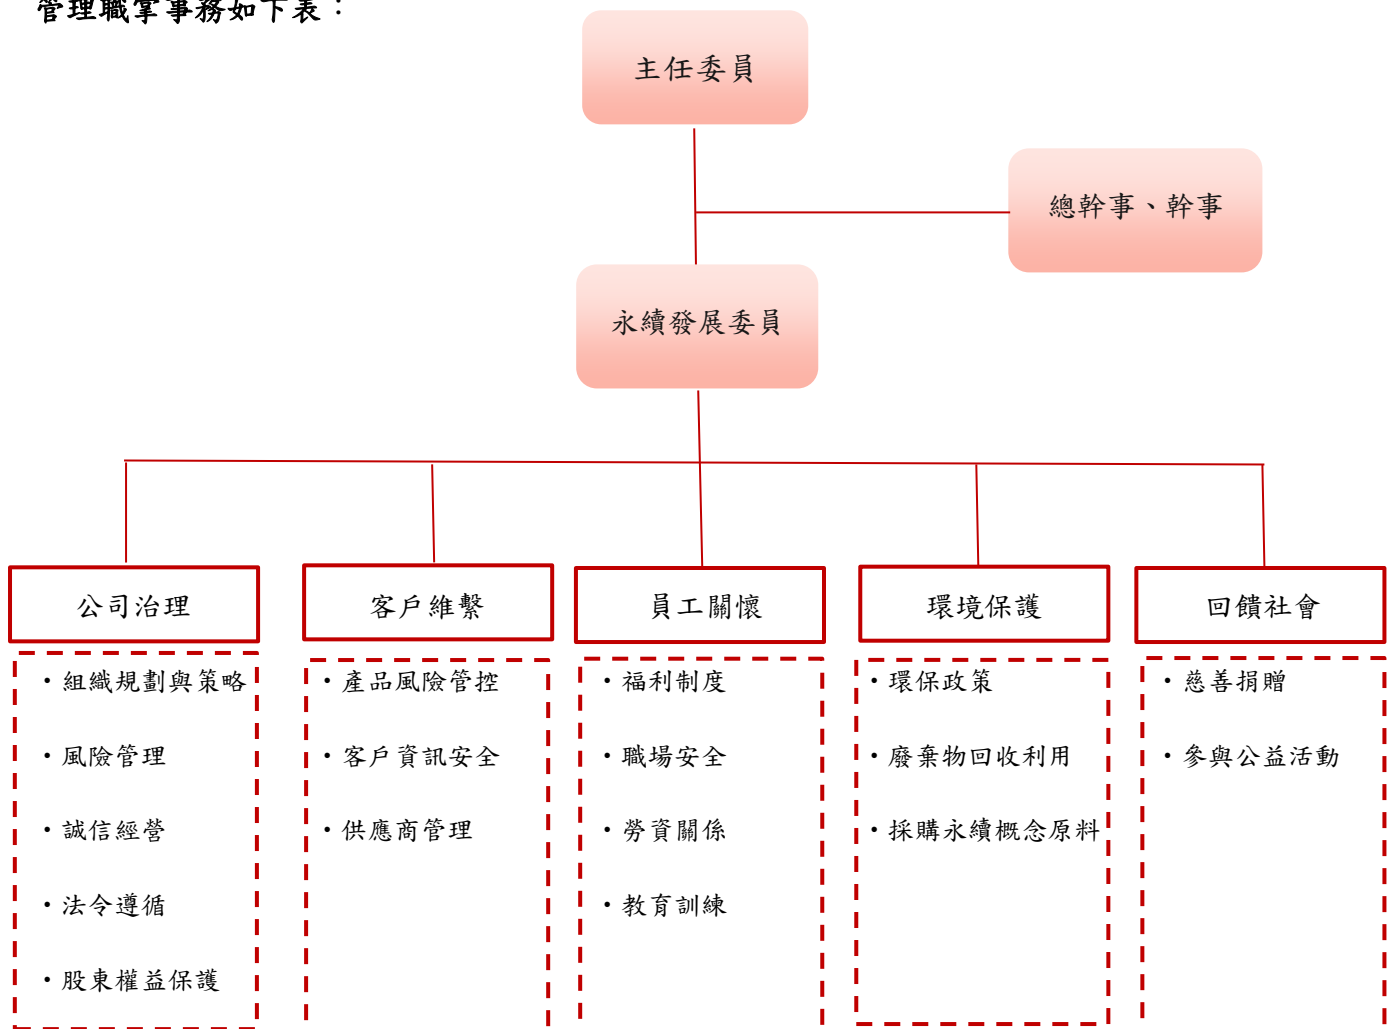 管理職掌事務如下表：
主任委員
總幹事、幹事
永續發展委員
公司治理
・組織規劃與策略
・風險管理
・誠信經營
・法令遵循
・股東權益保護
客戶維繫
・產品風險管控
・客戶資訊安全
・供應商管理
員工關懷
・福利制度
・職場安全
・勞資關係
・教育訓練
環境保護
・環保政策
・廢棄物回收利用
・採購永續概念原料
回饋社會
・慈善捐贈
・參與公益活動